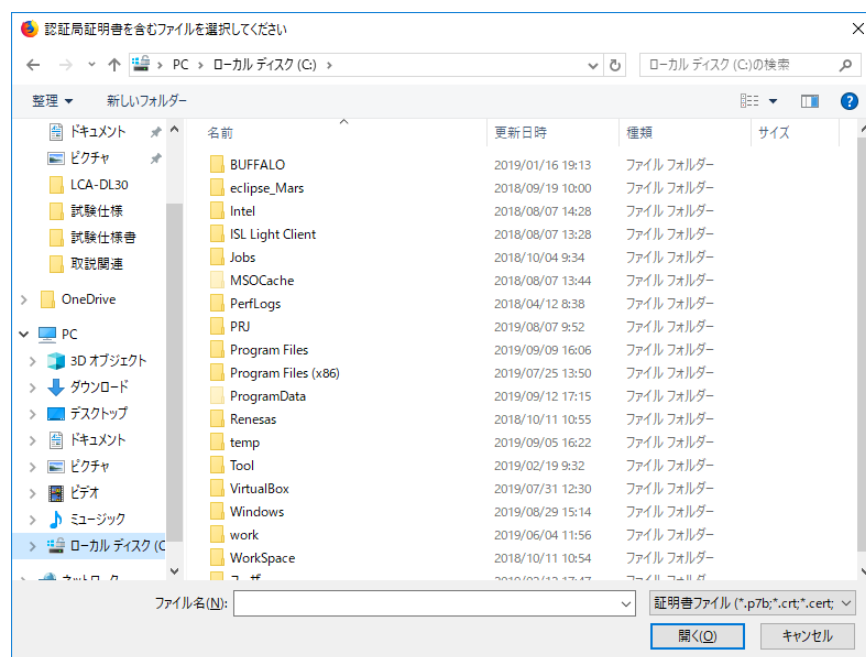 認証局証明書を含むファイルを選択してください
PC › ローカル ディスク (C:) ›
ローカル ディスク (C:)の検索
整理 新しいフォルダー
ドキュメント
ピクチャ
LCA-DL30
試験仕様
試験仕様書
取説関連
OneDrive
PC
3D オブジェクト
ダウンロード
デスクトップ
ドキュメント
ピクチャ
ビデオ
ミュージック
ローカル ディスク (C
名前 更新日時 種類 サイズ
BUFFALO 2019/01/16 19:13 ファイル フォルダー
eclipse_Mars 2018/09/19 10:00 ファイル フォルダー
Intel 2018/08/07 14:28 ファイル フォルダー
ISL Light Client 2018/08/07 13:28 ファイル フォルダー
Jobs 2018/10/04 9:34 ファイル フォルダー
MSOCache 2018/08/07 13:44 ファイル フォルダー
PerfLogs 2018/04/12 8:38 ファイル フォルダー
PRJ 2019/08/07 9:52 ファイル フォルダー
Program Files 2019/09/09 16:06 ファイル フォルダー
Program Files (x86) 2019/07/25 13:50 ファイル フォルダー
ProgramData 2019/09/12 17:15 ファイル フォルダー
Renesas 2018/10/11 10:55 ファイル フォルダー
temp 2019/09/05 16:22 ファイル フォルダー
Tool 2019/02/19 9:32 ファイル フォルダー
VirtualBox 2019/07/31 12:30 ファイル フォルダー
Windows 2019/08/29 15:14 ファイル フォルダー
work 2019/06/04 11:56 ファイル フォルダー
WorkSpace 2018/10/11 10:54 ファイル フォルダー
ファイル名(N):
証明書ファイル (*.p7b;*.crt;*.cert;
開く(O) キャンセル